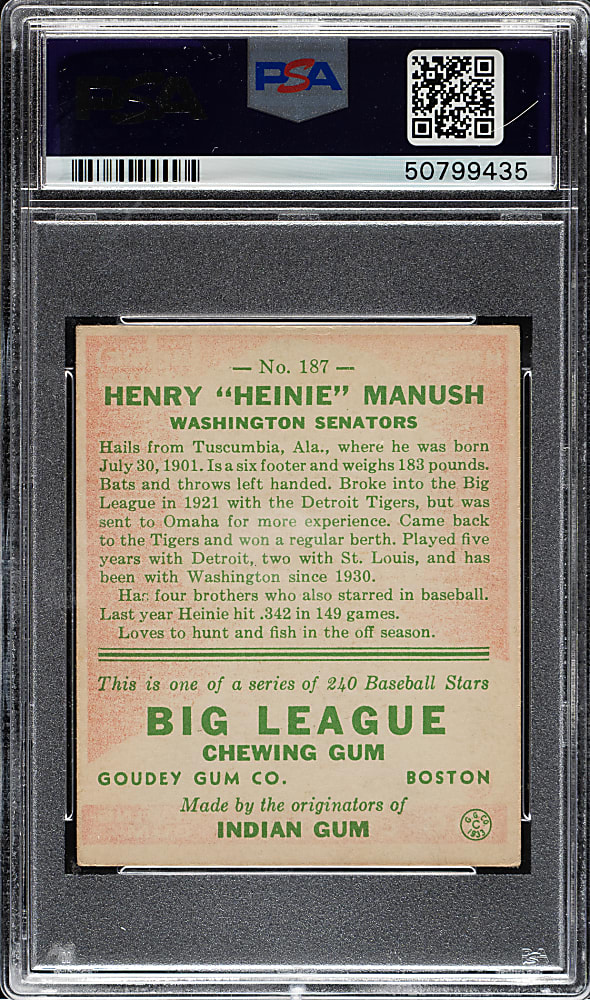 PSA
PSA
50799435
— No. 187 —
HENRY "HEINIE" MANUSH
WASHINGTON SENATORS
Hails from Tuscumbia, Ala., where he was born
July 30, 1901. Is a six footer and weighs 183 pounds.
Bats and throws left handed. Broke into the Big
League in 1921 with the Detroit Tigers, but was
sent to Omaha for more experience. Came back
to the Tigers and won a regular berth. Played five
years with Detroit, two with St. Louis, and has
been with Washington since 1930.
Has four brothers who also starred in baseball.
Last year Heinie hit .342 in 149 games.
Loves to hunt and fish in the off season.
This is one of a series of 240 Baseball Stars
BIG LEAGUE
CHEWING GUM
GOUDEY GUM CO. BOSTON
Made by the originators of
INDIAN GUM
G. G. CO.
C
1933